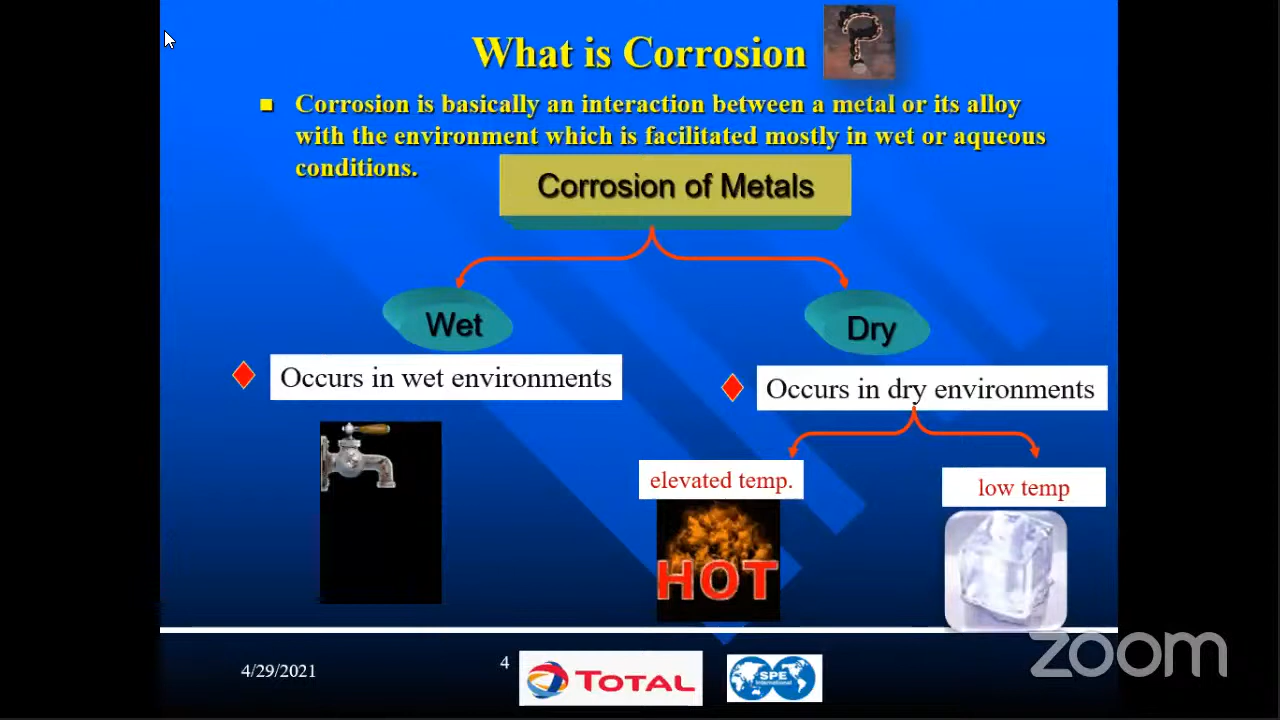 What is Corrosion
Corrosion is basically an interaction between a metal or its alloy
with the environment which is facilitated mostly in wet or aqueous
conditions.
Corrosion of Metals
Wet
Dry
Occurs in wet environments
Occurs in dry environments
elevated temp.
low temp
HOT
4/29/2021
4
TOTAL
SPE
International
zoom